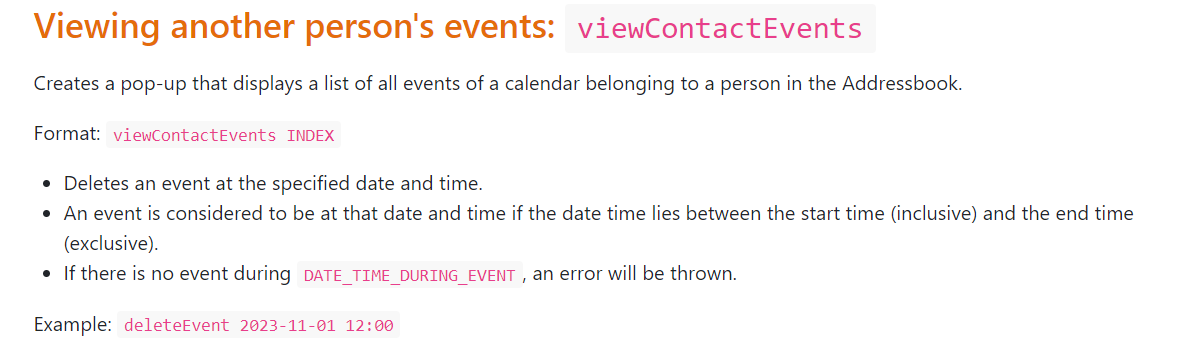 Viewing another person's events: viewContactEvents
Creates a pop-up that displays a list of all events of a calendar belonging to a person in the Addressbook.
Format: viewContactEvents INDEX
• Deletes an event at the specified date and time.
• An event is considered to be at that date and time if the date time lies between the start time (inclusive) and the end time
(exclusive).
• If there is no event during DATE_TIME_DURING_EVENT, an error will be thrown.
Example: deleteEvent 2023-11-01 12:00